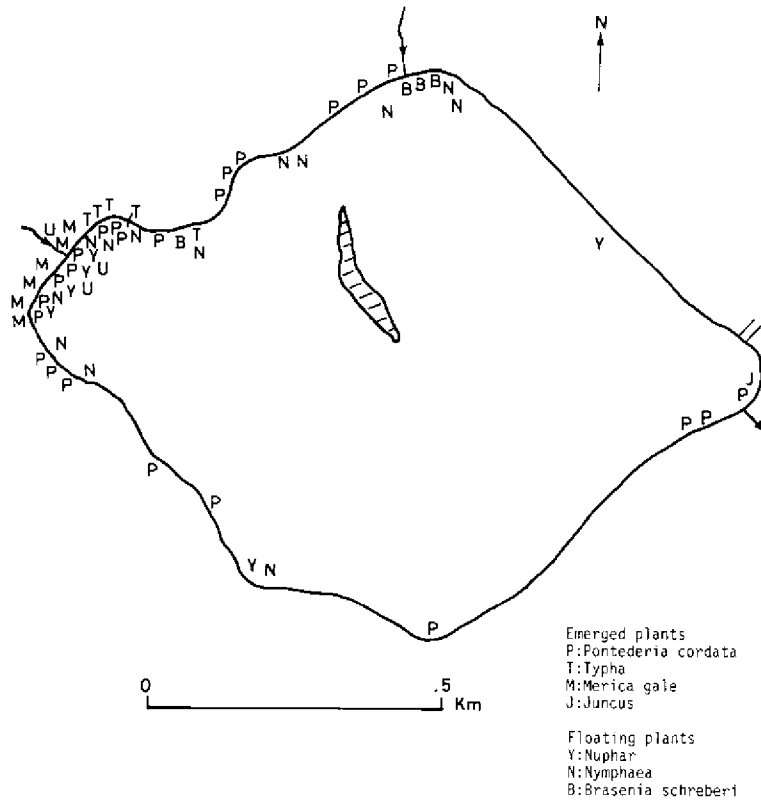 N
P
P B B B N
P N N
P P N N
P
P
T T T T
U M T P P
M N N P N P B T
P Y N
Y
M P Y U
M P Y U
M P N
M P Y
N
P N
P
P J
P
P P
P
P
Y N
P
Emerged plants
P:Pontederia cordata
T:Typha
M:Merica gale
J:Juncus
0 .5
Km
Floating plants
Y:Nuphar
N:Nymphaea
B:Brasenia schreberi